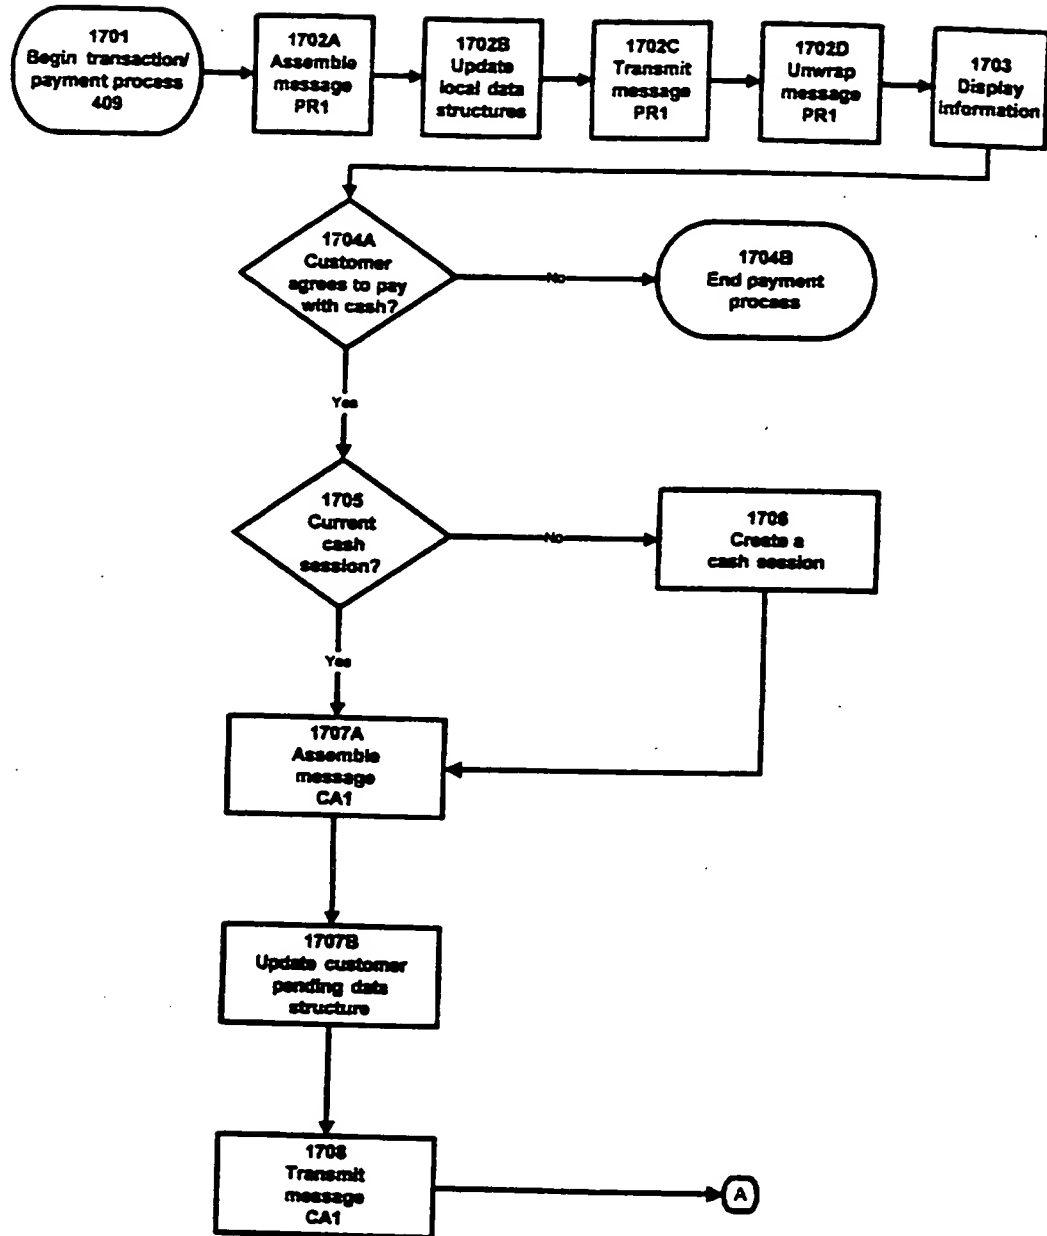 1701
Begin transaction/
payment process
409
1702A
Assemble
message
PR1
1702B
Update
local data
structures
1702C
Transmit
message
PR1
1702D
Unwrap
message
PR1
1703
Display
information
1704A
Customer
agrees to pay
with cash?
No
1704B
End payment
process
Yes
1705
Current
cash
session?
No
1706
Create a
cash session
Yes
1707A
Assemble
message
CA1
1707B
Update customer
pending data
structure
1708
Transmit
message
CA1
A